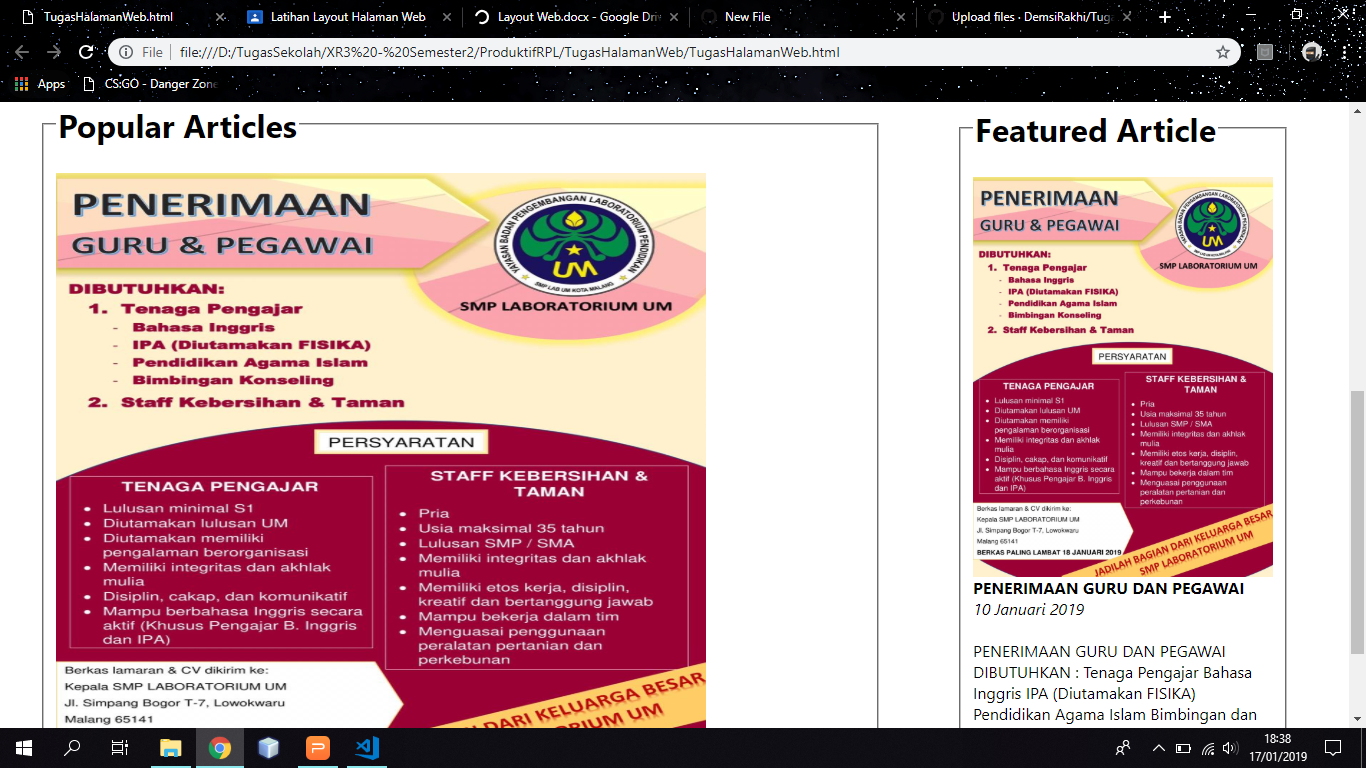 TugasHalamanWeb.html
Latihan Layout Halaman Web
Layout Web.docx - Google Driv
New File
Upload files · DemsiRakhi/Tuga
File
file:///D:/TugasSekolah/XR3%20-%20Semester2/ProduktifRPL/TugasHalamanWeb/TugasHalamanWeb.html
Apps
CS:GO - Danger Zone
Popular Articles
PENERIMAAN
GURU & PEGAWAI
YAYASAN BADAN PENGEMBANGAN LABORATORIUM PENDIDIKAN
UM
SMP LAB UM KOTA MALANG
SMP LABORATORIUM UM
DIBUTUHKAN:
1. Tenaga Pengajar
- Bahasa Inggris
- IPA (Diutamakan FISIKA)
- Pendidikan Agama Islam
- Bimbingan Konseling
2. Staff Kebersihan & Taman
PERSYARATAN
TENAGA PENGAJAR
• Lulusan minimal S1
• Diutamakan lulusan UM
• Diutamakan memiliki
pengalaman berorganisasi
• Memiliki integritas dan akhlak
mulia
• Disiplin, cakap, dan komunikatif
• Mampu berbahasa Inggris secara
aktif (Khusus Pengajar B. Inggris
dan IPA)
STAFF KEBERSIHAN &
TAMAN
• Pria
• Usia maksimal 35 tahun
• Lulusan SMP / SMA
• Memiliki integritas dan akhlak
mulia
• Memiliki etos kerja, disiplin,
kreatif dan bertanggung jawab
• Mampu bekerja dalam tim
• Menguasai penggunaan
peralatan pertanian dan
perkebunan
Berkas lamaran & CV dikirim ke:
Kepala SMP LABORATORIUM UM
Jl. Simpang Bogor T-7, Lowokwaru
Malang 65141
DARI KELUARGA BESAR
UM
Featured Article
PENERIMAAN
GURU & PEGAWAI
UM
SMP LABORATORIUM UM
DIBUTUHKAN:
1. Tenaga Pengajar
- Bahasa Inggris
- IPA (Diutamakan FISIKA)
- Pendidikan Agama Islam
- Bimbingan Konseling
2. Staff Kebersihan & Taman
PERSYARATAN
TENAGA PENGAJAR
• Lulusan minimal S1
• Diutamakan lulusan UM
• Diutamakan memiliki
pengalaman berorganisasi
• Memiliki integritas dan akhlak
mulia
• Disiplin, cakap, dan komunikatif
• Mampu berbahasa Inggris secara
aktif (Khusus Pengajar B. Inggris
dan IPA)
STAFF KEBERSIHAN &
TAMAN
• Pria
• Usia maksimal 35 tahun
• Lulusan SMP / SMA
• Memiliki integritas dan akhlak
mulia
• Memiliki etos kerja, disiplin,
kreatif dan bertanggung jawab
• Mampu bekerja dalam tim
• Menguasai penggunaan
peralatan pertanian dan
perkebunan
Berkas lamaran & CV dikirim ke:
Kepala SMP LABORATORIUM UM
Jl. Simpang Bogor T-7, Lowokwaru
Malang 65141
BERKAS PALING LAMBAT 18 JANUARI 2019
JADILAH BAGIAN DARI KELUARGA BESAR
SMP LABORATORIUM UM
PENERIMAAN GURU DAN PEGAWAI
10 Januari 2019
PENERIMAAN GURU DAN PEGAWAI
DIBUTUHKAN : Tenaga Pengajar Bahasa
Inggris IPA (Diutamakan FISIKA)
Pendidikan Agama Islam Bimbingan dan
18:38
17/01/2019